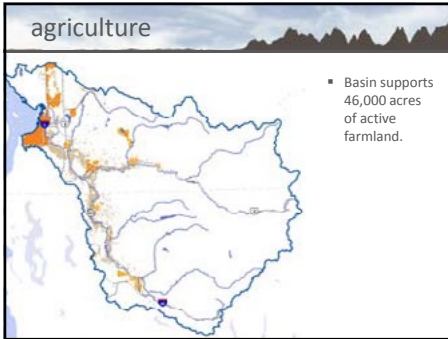 agriculture
▪ Basin supports
46,000 acres
of active
farmland.